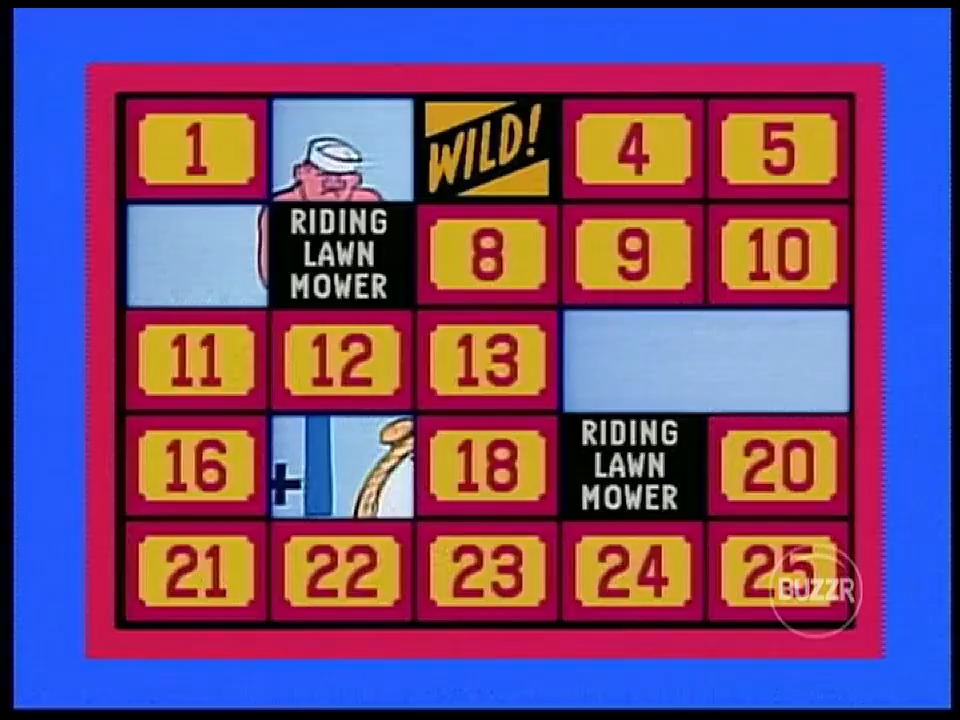 1
WILD!
4
5
RIDING
LAWN
MOWER
8
9
10
11
12
13
+
16
18
RIDING
LAWN
MOWER
20
21
22
23
24
25
BUZZR